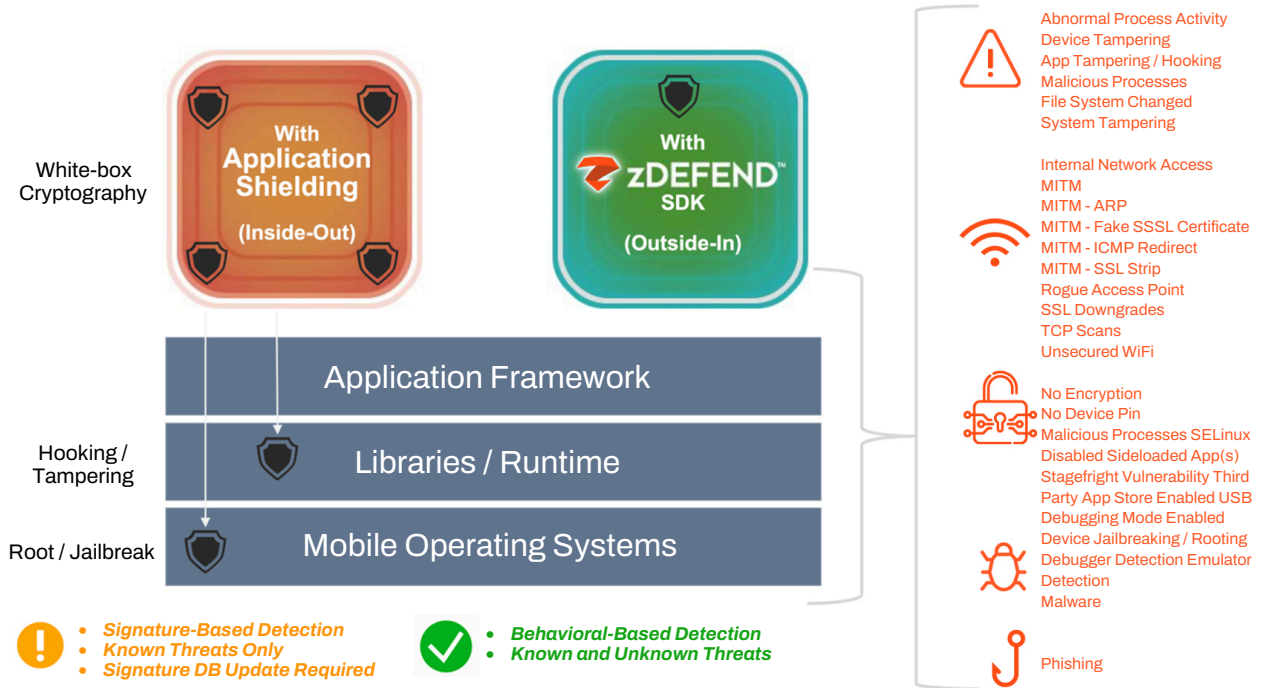 White-box
Cryptography
With
Application
Shielding
(Inside-Out)
With
zDEFEND™
SDK
(Outside-In)
Application Framework
Hooking /
Tampering
Libraries / Runtime
Root / Jailbreak
Mobile Operating Systems
• Signature-Based Detection
• Known Threats Only
• Signature DB Update Required
• Behavioral-Based Detection
• Known and Unknown Threats
Abnormal Process Activity
Device Tampering
App Tampering / Hooking
Malicious Processes
File System Changed
System Tampering
Internal Network Access
MITM
MITM - ARP
MITM - Fake SSSL Certificate
MITM - ICMP Redirect
MITM - SSL Strip
Rogue Access Point
SSL Downgrades
TCP Scans
Unsecured WiFi
No Encryption
No Device Pin
Malicious Processes SELinux
Disabled Sideloaded App(s)
Stagefright Vulnerability Third
Party App Store Enabled USB
Debugging Mode Enabled
Device Jailbreaking / Rooting
Debugger Detection Emulator
Detection
Malware
Phishing